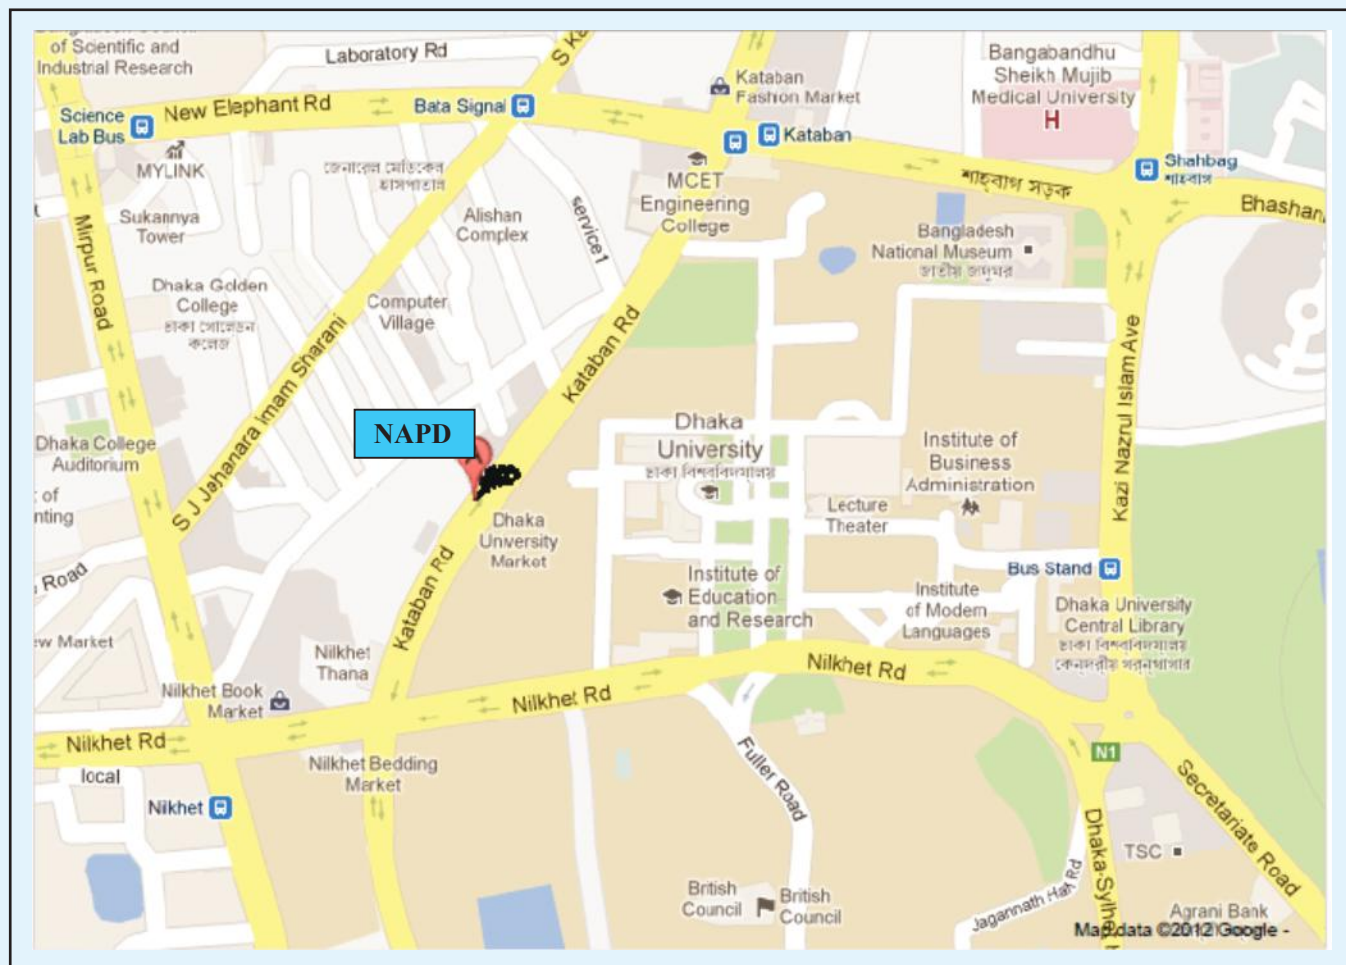 of Scientific and
Industrial Research
Laboratory Rd
S Ka
Kataban
Fashion Market
Bangabandhu
Sheikh Mujib
Medical University
H
New Elephant Rd
Bata Signal
Science
Lab Bus
MYLINK
Kataban
Shahbag
শাহবাগ
শাহবাগ সড়ক
Bhashan
জেনারেল মেডিকেল
হাসপাতাল
MCET
Engineering
College
Sukannya
Tower
Alishan
Complex
service1
Bangladesh
National Museum
জাতীয় জাদুঘর
Mirpur Road
Dhaka Golden
College
ঢাকা গোল্ডেন
কলেজ
Computer
Village
S J Jahanara Imam Sharani
Kataban Rd
Kazi Nazrul Islam Ave
NAPD
Dhaka
University
ঢাকা বিশ্ববিদ্যালয়
Institute of
Business
Administration
Dhaka College
Auditorium
of
nting
Lecture
Theater
Dhaka
University
Market
Kataban Rd
Road
Institute of
Education
and Research
Bus Stand
Institute
of Modern
Languages
Dhaka University
Central Library
ঢাকা বিশ্ববিদ্যালয়
কেন্দ্রীয় গ্রন্থাগার
ew Market
Nilkhet
Thana
Nilkhet Rd
Nilkhet Book
Market
Nilkhet Rd
Nilkhet Rd
N1
local
Nilkhet Bedding
Market
Fuller Road
Secretariate Road
Nilkhet
Dhaka-Sylhet
TSC
British
Council
British
Council
Jagannath Hall Rd
Agrani Bank
Map data ©2012 Google -